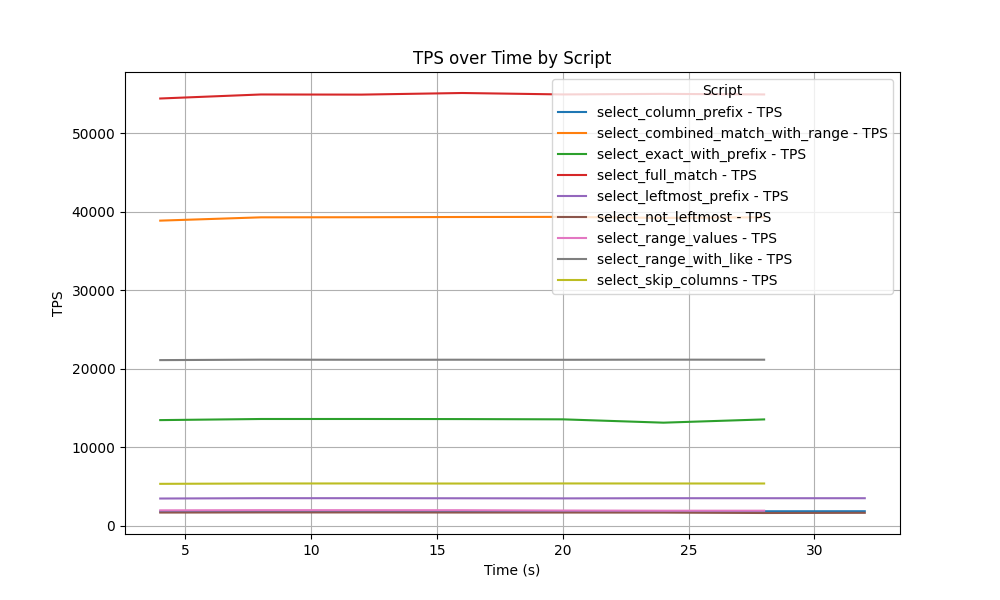 TPS over Time by Script
Script
select_column_prefix - TPS
select_combined_match_with_range - TPS
select_exact_with_prefix - TPS
select_full_match - TPS
select_leftmost_prefix - TPS
select_not_leftmost - TPS
select_range_values - TPS
select_range_with_like - TPS
select_skip_columns - TPS
TPS
50000
40000
30000
20000
10000
0
5
10
15
20
25
30
Time (s)